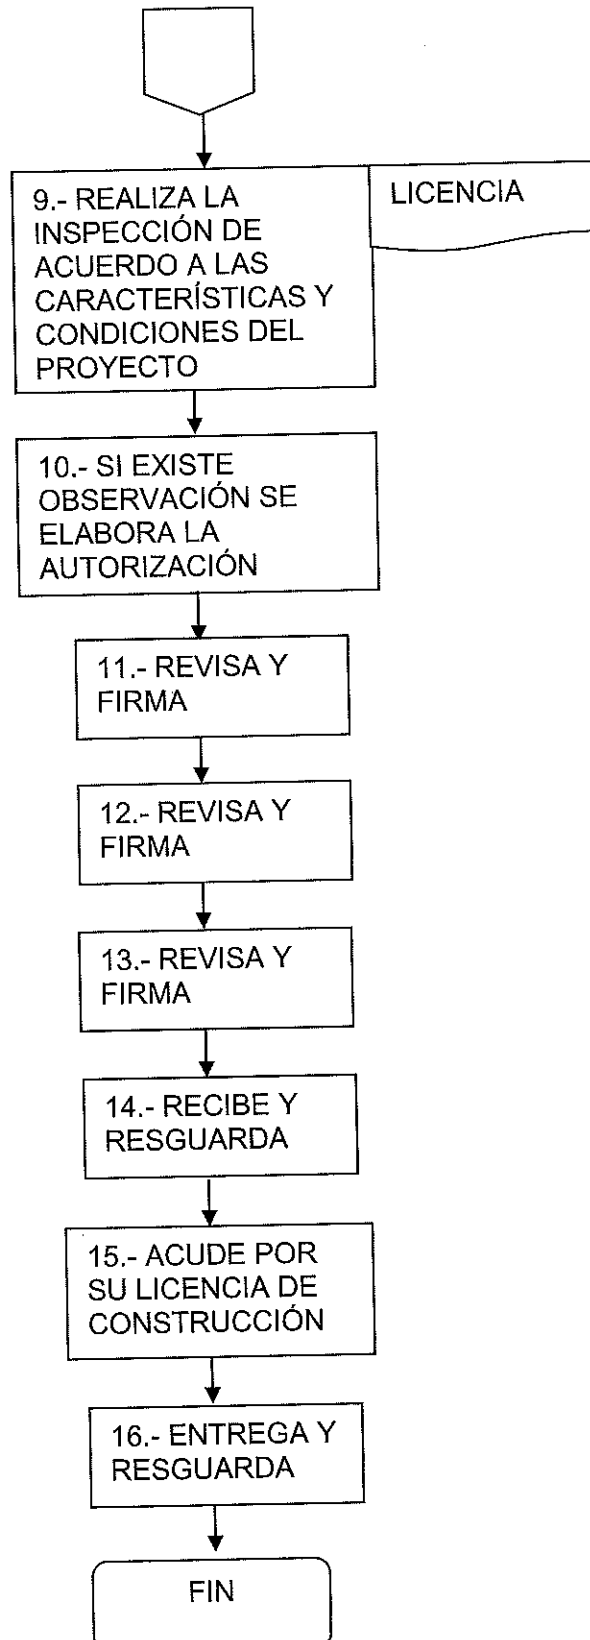 9.- REALIZA LA
INSPECCIÓN DE
ACUERDO A LAS
CARACTERÍSTICAS Y
CONDICIONES DEL
PROYECTO
LICENCIA
10.- SI EXISTE
OBSERVACIÓN SE
ELABORA LA
AUTORIZACIÓN
11.- REVISA Y
FIRMA
12.- REVISA Y
FIRMA
13.- REVISA Y
FIRMA
14.- RECIBE Y
RESGUARDA
15.- ACUDE POR
SU LICENCIA DE
CONSTRUCCIÓN
16.- ENTREGA Y
RESGUARDA
FIN